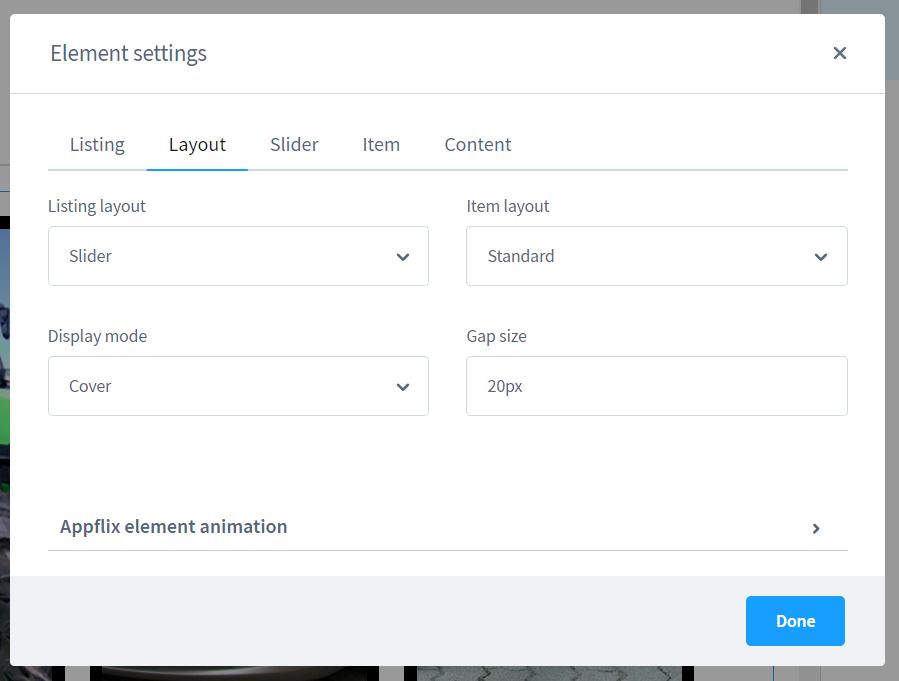 Element settings
Listing Layout Slider Item Content
Listing layout Item layout
Slider Standard
Display mode Gap size
Cover 20px
Appflix element animation
Done